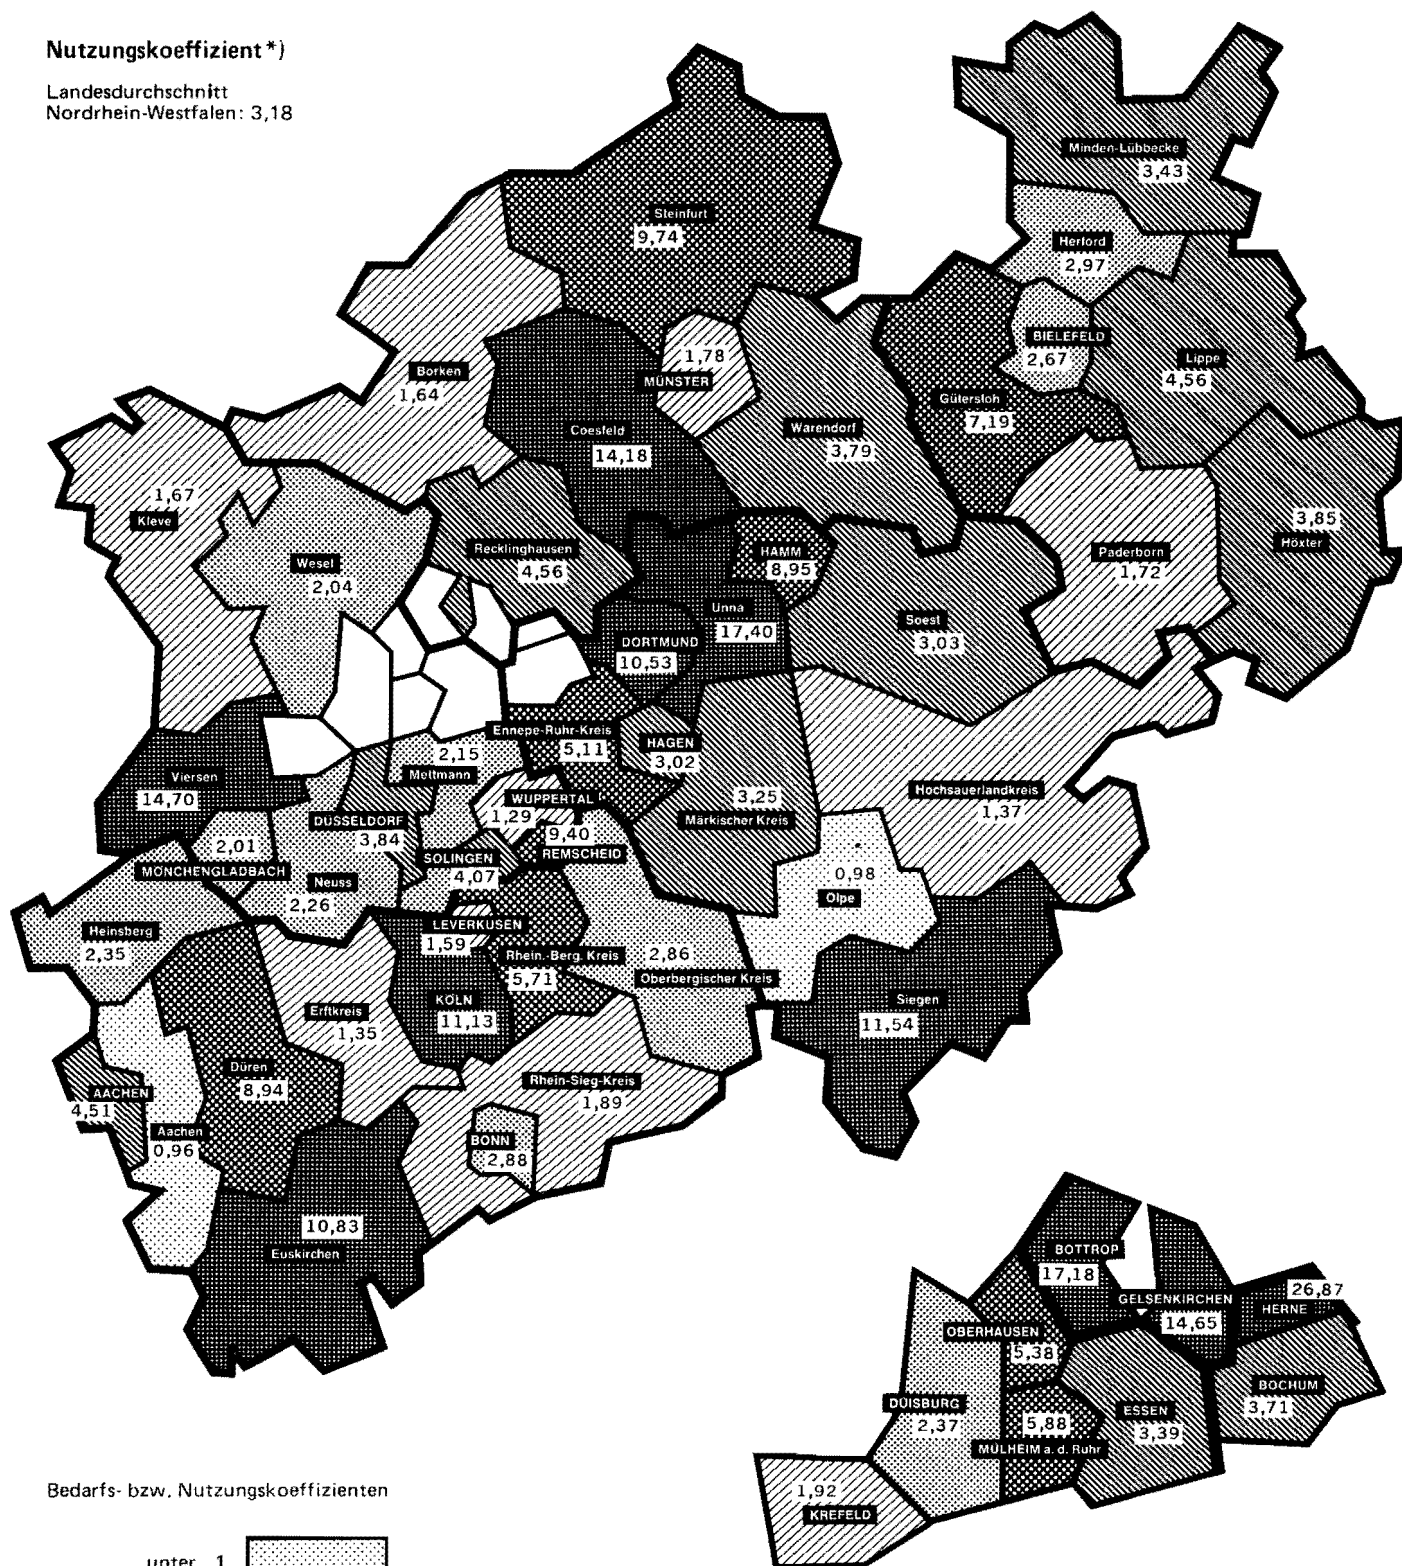 Nutzungskoeffizient *)
Landesdurchschnitt
Nordrhein-Westfalen: 3,18
Minden-Lübbecke
3,43
Steinfurt
9,74
Herford
2,97
BIELEFELD
2,67
Lippe
4,56
1,78
MÜNSTER
Borken
1,64
Gütersloh
7,19
Coesfeld
14,18
Warendorf
3,79
1,67
Kleve
3,85
Höxter
Recklinghausen
4,56
HAMM
8,95
Paderborn
1,72
Wesel
2,04
Unna
17,40
Soest
3,03
DORTMUND
10,53
Ennepe-Ruhr-Kreis
5,11
HAGEN
3,02
2,15
Mettmann
Viersen
14,70
Hochsauerlandkreis
1,37
WUPPERTAL
1,29
3,25
Märkischer Kreis
DÜSSELDORF
3,84
9,40
REMSCHEID
2,01
MÖNCHENGLADBACH
SOLINGEN
4,07
Neuss
2,26
0,98
Olpe
Heinsberg
2,35
LEVERKUSEN
1,59
Rhein.-Berg. Kreis
5,71
2,86
Oberbergischer Kreis
Erftkreis
1,35
KÖLN
11,13
Siegen
11,54
Düren
8,94
Rhein-Sieg-Kreis
1,89
AACHEN
4,51
Aachen
0,96
BONN
2,88
10,83
Euskirchen
BOTTROP
17,18
GELSENKIRCHEN
14,65
26,87
HERNE
OBERHAUSEN
5,38
BOCHUM
3,71
DUISBURG
2,37
5,88
MÜLHEIM a. d. Ruhr
ESSEN
3,39
1,92
KREFELD
Bedarfs- bzw. Nutzungskoeffizienten
unter 1